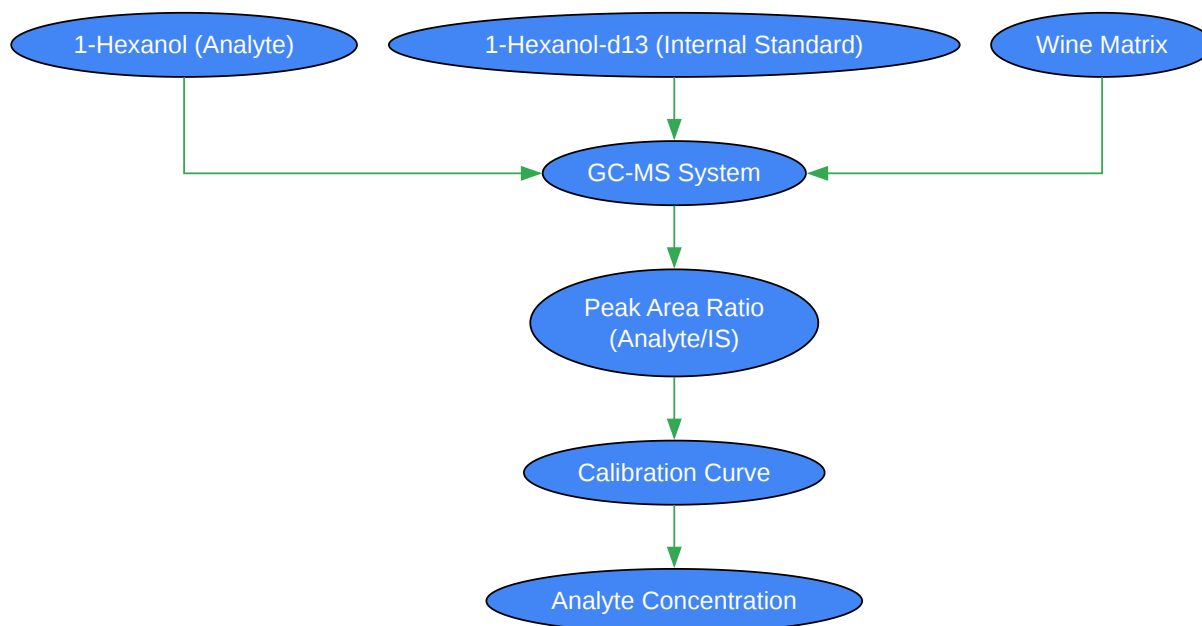 1-Hexanol (Analyte)
1-Hexanol-d13 (Internal Standard)
Wine Matrix
GC-MS System
Peak Area Ratio
(Analyte/IS)
Calibration Curve
Analyte Concentration